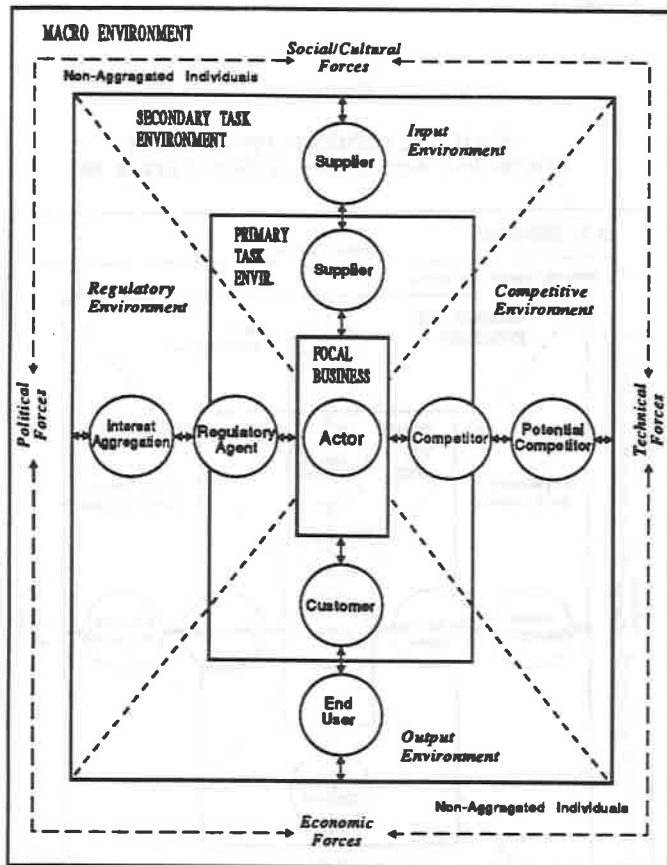 MACRO ENVIRONMENT
Social/Cultural
Forces
Non-Aggregated Individuals
SECONDARY TASK
ENVIRONMENT
Input
Environment
Supplier
PRIMARY
TASK
ENVIR.
Supplier
Regulatory
Environment
Competitive
Environment
FOCAL
BUSINESS
Political
Forces
Interest
Aggregation
Regulatory
Agent
Actor
Competitor
Potential
Competitor
Technical
Forces
Customer
End
User
Output
Environment
Non-Aggregated Individuals
Economic
Forces